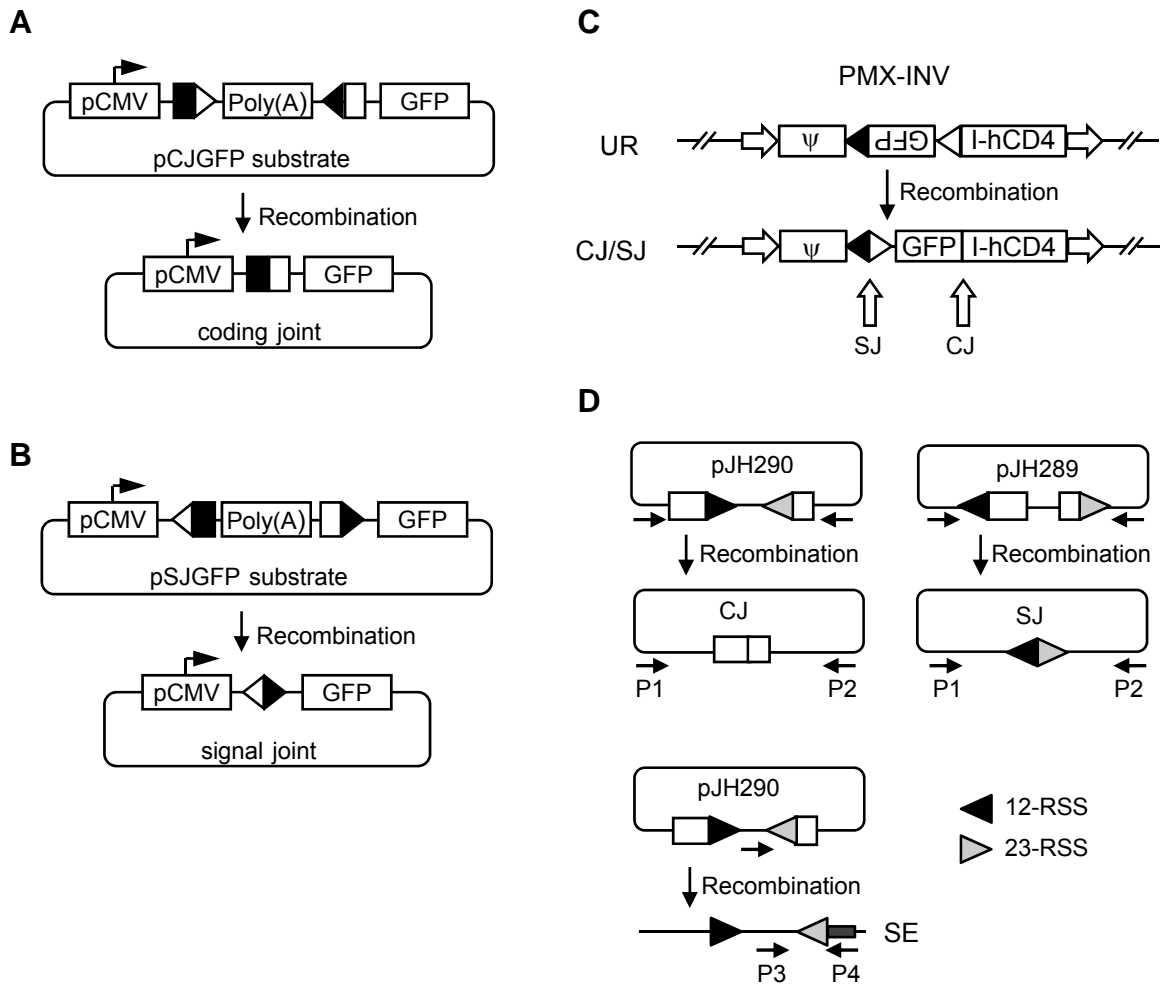 A
pCMV
Poly(A)
GFP
pCJGFP substrate
Recombination
pCMV
GFP
coding joint
B
pCMV
Poly(A)
GFP
pSJGFP substrate
Recombination
pCMV
GFP
signal joint
C
PMX-INV
UR
ψ
GFP
I-hCD4
Recombination
CJ/SJ
ψ
GFP
I-hCD4
SJ
CJ
D
pJH290
Recombination
CJ
P1
P2
pJH289
Recombination
SJ
P1
P2
pJH290
Recombination
SE
P3
P4
12-RSS
23-RSS